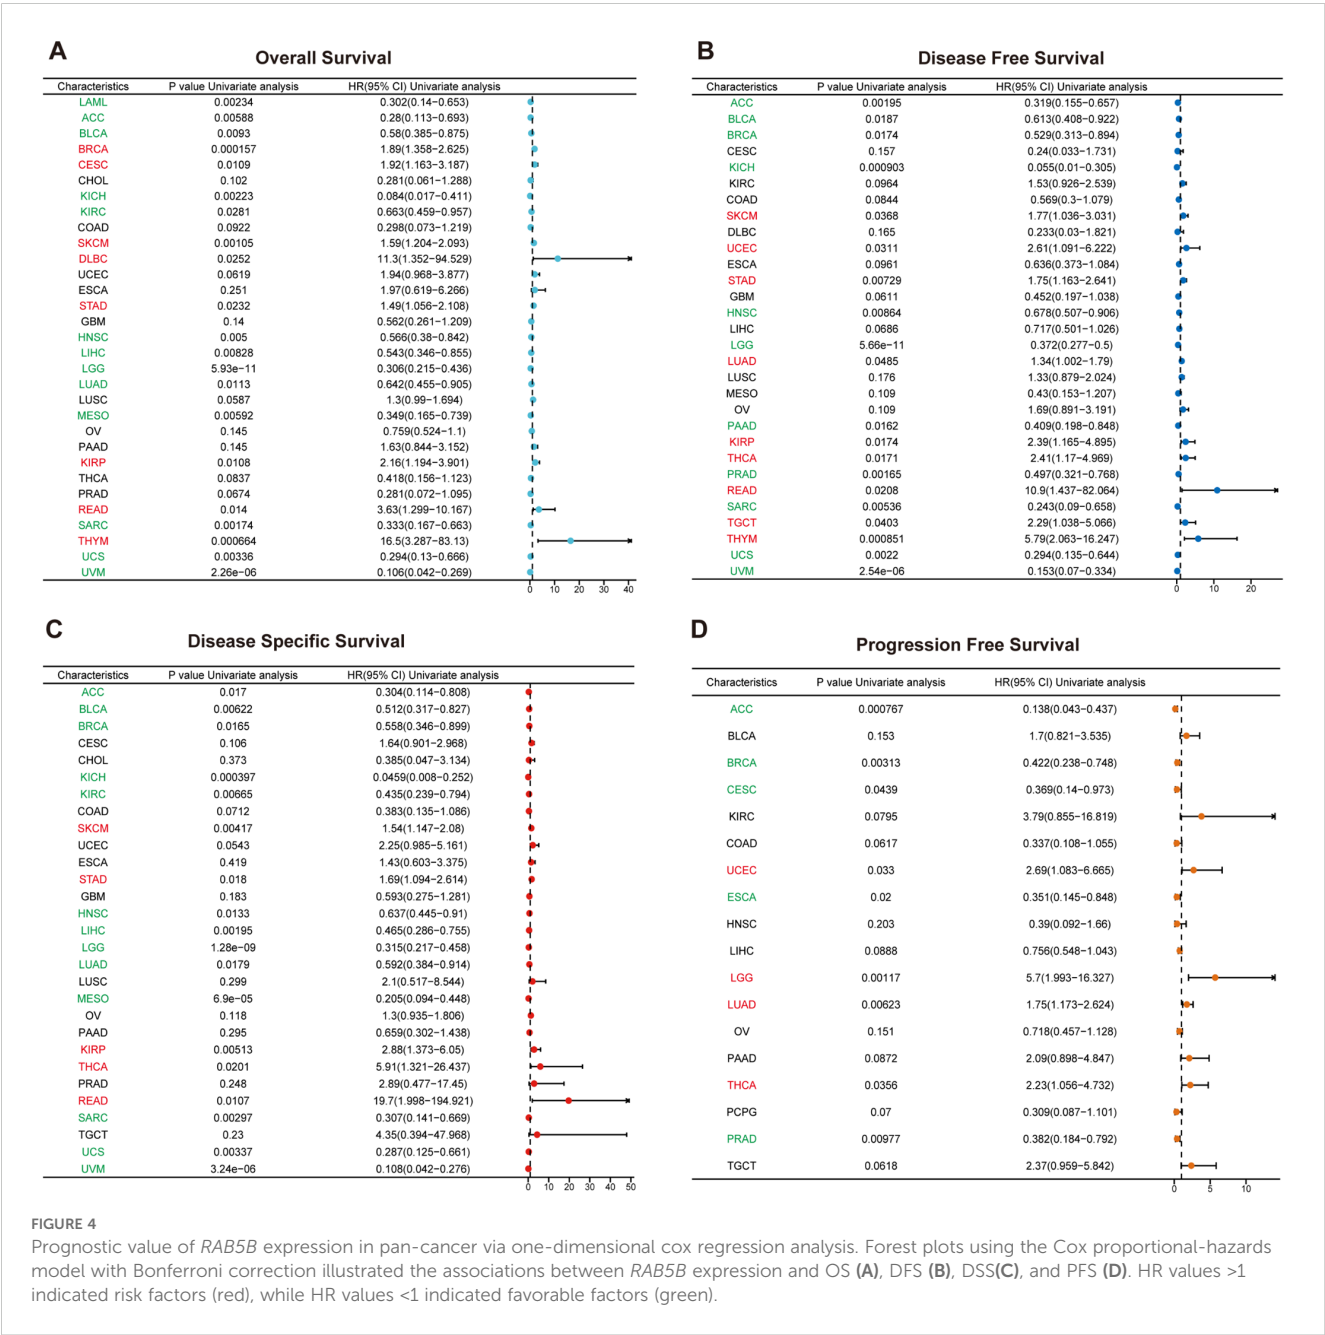 A
Overall Survival
Characteristics P value Univariate analysis HR(95% CI) Univariate analysis
LAML 0.00234 0.302(0.14−0.653)
ACC 0.00588 0.28(0.113−0.693)
BLCA 0.0093 0.58(0.385−0.875)
BRCA 0.000157 1.89(1.358−2.625)
CESC 0.0109 1.92(1.163−3.187)
CHOL 0.102 0.281(0.061−1.288)
KICH 0.00223 0.084(0.017−0.411)
KIRC 0.0281 0.663(0.459−0.957)
COAD 0.0922 0.298(0.073−1.219)
SKCM 0.00105 1.59(1.204−2.093)
DLBC 0.0252 11.3(1.352−94.529)
UCEC 0.0619 1.94(0.968−3.877)
ESCA 0.251 1.97(0.619−6.266)
STAD 0.0232 1.49(1.056−2.108)
GBM 0.14 0.562(0.261−1.209)
HNSC 0.005 0.566(0.38−0.842)
LIHC 0.00828 0.543(0.346−0.855)
LGG 5.93e−11 0.306(0.215−0.436)
LUAD 0.0113 0.642(0.455−0.905)
LUSC 0.0587 1.3(0.99−1.694)
MESO 0.00592 0.349(0.165−0.739)
OV 0.145 0.759(0.524−1.1)
PAAD 0.145 1.63(0.844−3.152)
KIRP 0.0108 2.16(1.194−3.901)
THCA 0.0837 0.418(0.156−1.123)
PRAD 0.0674 0.281(0.072−1.095)
READ 0.014 3.63(1.299−10.167)
SARC 0.00174 0.333(0.167−0.663)
THYM 0.000664 16.5(3.287−83.13)
UCS 0.00336 0.294(0.13−0.666)
UVM 2.26e−06 0.106(0.042−0.269)
0 10 20 30 40
B
Disease Free Survival
Characteristics P value Univariate analysis HR(95% CI) Univariate analysis
ACC 0.00195 0.319(0.155−0.657)
BLCA 0.0187 0.613(0.408−0.922)
BRCA 0.0174 0.529(0.313−0.894)
CESC 0.157 0.24(0.033−1.731)
KICH 0.000903 0.055(0.01−0.305)
KIRC 0.0964 1.53(0.926−2.539)
COAD 0.0844 0.569(0.3−1.079)
SKCM 0.0368 1.77(1.036−3.031)
DLBC 0.165 0.233(0.03−1.821)
UCEC 0.0311 2.61(1.091−6.222)
ESCA 0.0961 0.636(0.373−1.084)
STAD 0.00729 1.75(1.163−2.641)
GBM 0.0611 0.452(0.197−1.038)
HNSC 0.00864 0.678(0.507−0.906)
LIHC 0.0686 0.717(0.501−1.026)
LGG 5.66e−11 0.372(0.277−0.5)
LUAD 0.0485 1.34(1.002−1.79)
LUSC 0.176 1.33(0.879−2.024)
MESO 0.109 0.43(0.153−1.207)
OV 0.109 1.69(0.891−3.191)
PAAD 0.0162 0.409(0.198−0.848)
KIRP 0.0174 2.39(1.165−4.895)
THCA 0.0171 2.41(1.17−4.969)
PRAD 0.00165 0.497(0.321−0.768)
READ 0.0208 10.9(1.437−82.064)
SARC 0.00536 0.243(0.09−0.658)
TGCT 0.0403 2.29(1.038−5.066)
THYM 0.000851 5.79(2.063−16.247)
UCS 0.0022 0.294(0.135−0.644)
UVM 2.54e−06 0.153(0.07−0.334)
0 10 20
C
Disease Specific Survival
Characteristics P value Univariate analysis HR(95% CI) Univariate analysis
ACC 0.017 0.304(0.114−0.808)
BLCA 0.00622 0.512(0.317−0.827)
BRCA 0.0165 0.558(0.346−0.899)
CESC 0.106 1.64(0.901−2.968)
CHOL 0.373 0.385(0.047−3.134)
KICH 0.000397 0.0459(0.008−0.252)
KIRC 0.00665 0.435(0.239−0.794)
COAD 0.0712 0.383(0.135−1.086)
SKCM 0.00417 1.54(1.147−2.08)
UCEC 0.0543 2.25(0.985−5.161)
ESCA 0.419 1.43(0.603−3.375)
STAD 0.018 1.69(1.094−2.614)
GBM 0.183 0.593(0.275−1.281)
HNSC 0.0133 0.637(0.445−0.91)
LIHC 0.00195 0.465(0.286−0.755)
LGG 1.28e−09 0.315(0.217−0.458)
LUAD 0.0179 0.592(0.384−0.914)
LUSC 0.299 2.1(0.517−8.544)
MESO 6.9e−05 0.205(0.094−0.448)
OV 0.118 1.3(0.935−1.806)
PAAD 0.295 0.659(0.302−1.438)
KIRP 0.00513 2.88(1.373−6.05)
THCA 0.0201 5.91(1.321−26.437)
PRAD 0.248 2.89(0.477−17.45)
READ 0.0107 19.7(1.998−194.921)
SARC 0.00297 0.307(0.141−0.669)
TGCT 0.23 4.35(0.394−47.968)
UCS 0.00337 0.287(0.125−0.661)
UVM 3.24e−06 0.108(0.042−0.276)
0 10 20 30 40 50
D
Progression Free Survival
Characteristics P value Univariate analysis HR(95% CI) Univariate analysis
ACC 0.000767 0.138(0.043−0.437)
BLCA 0.153 1.7(0.821−3.535)
BRCA 0.00313 0.422(0.238−0.748)
CESC 0.0439 0.369(0.14−0.973)
KIRC 0.0795 3.79(0.855−16.819)
COAD 0.0617 0.337(0.108−1.055)
UCEC 0.033 2.69(1.083−6.665)
ESCA 0.02 0.351(0.145−0.848)
HNSC 0.203 0.39(0.092−1.66)
LIHC 0.0888 0.756(0.548−1.043)
LGG 0.00117 5.7(1.993−16.327)
LUAD 0.00623 1.75(1.173−2.624)
OV 0.151 0.718(0.457−1.128)
PAAD 0.0872 2.09(0.898−4.847)
THCA 0.0356 2.23(1.056−4.732)
PCPG 0.07 0.309(0.087−1.101)
PRAD 0.00977 0.382(0.184−0.792)
TGCT 0.0618 2.37(0.959−5.842)
0 5 10
FIGURE 4
Prognostic value of RAB5B expression in pan-cancer via one-dimensional cox regression analysis. Forest plots using the Cox proportional-hazards
model with Bonferroni correction illustrated the associations between RAB5B expression and OS (A), DFS (B), DSS(C), and PFS (D). HR values >1
indicated risk factors (red), while HR values <1 indicated favorable factors (green).